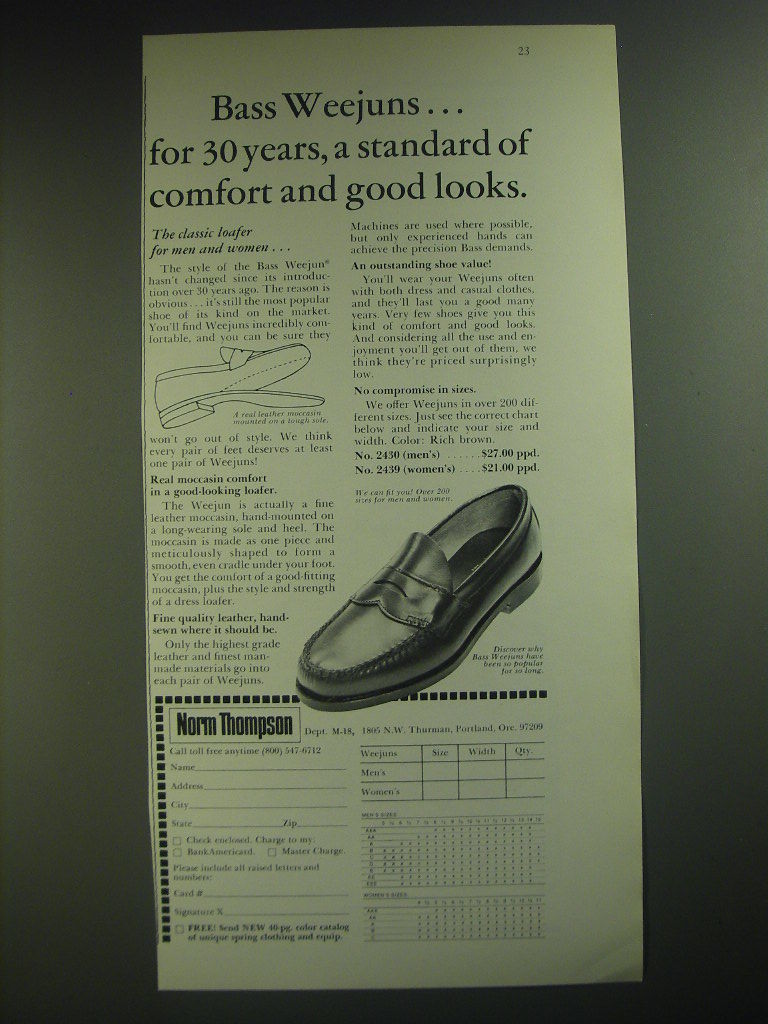 23
Bass Weejuns...
for 30 years, a standard of
comfort and good looks.
The classic loafer
for men and women...
The style of the Bass Weejun®
hasn't changed since its introduc-
tion over 30 years ago. The reason is
obvious... it's still the most popular
shoe of its kind on the market.
You'll find Weejuns incredibly com-
fortable, and you can be sure they
A real leather moccasin
mounted on a tough sole.
won't go out of style. We think
every pair of feet deserves at least
one pair of Weejuns!
Real moccasin comfort
in a good-looking loafer.
The Weejun is actually a fine
leather moccasin, hand-mounted on
a long-wearing sole and heel. The
moccasin is made as one piece and
meticulously shaped to form a
smooth, even cradle under your foot.
You get the comfort of a good-fitting
moccasin, plus the style and strength
of a dress loafer.
Fine quality leather, hand-
sewn where it should be.
Only the highest grade
leather and finest man-
made materials go into
each pair of Weejuns.
Machines are used where possible,
but only experienced hands can
achieve the precision Bass demands.
An outstanding shoe value!
You'll wear your Weejuns often
with both dress and casual clothes,
and they'll last you a good many
years. Very few shoes give you this
kind of comfort and good looks.
And considering all the use and en-
joyment you'll get out of them, we
think they're priced surprisingly
low.
No compromise in sizes.
We offer Weejuns in over 200 dif-
ferent sizes. Just see the correct chart
below and indicate your size and
width. Color: Rich brown.
No. 2430 (men's) ......$27.00 ppd.
No. 2439 (women's) ....$21.00 ppd.
We can fit you! Over 200
sizes for men and women.
Discover why
Bass Weejuns have
been so popular
for so long.
Norm Thompson Dept. M-18, 1805 N.W. Thurman, Portland, Ore. 97209
Call toll free anytime (800) 547-6712
Name
Address
City
State Zip
Check enclosed. Charge to my:
BankAmericard. Master Charge.
Please include all raised letters and
numbers:
Card #
Signature X
FREE! Send NEW 40-pg. color catalog
of unique spring clothing and equip.
Weejuns Size Width Qty.
Men's
Women's
MEN'S SIZES
AAA
AA
A
B
C
D
E
EE
EEE
WOMEN'S SIZES
AAA
AA
A
B
C